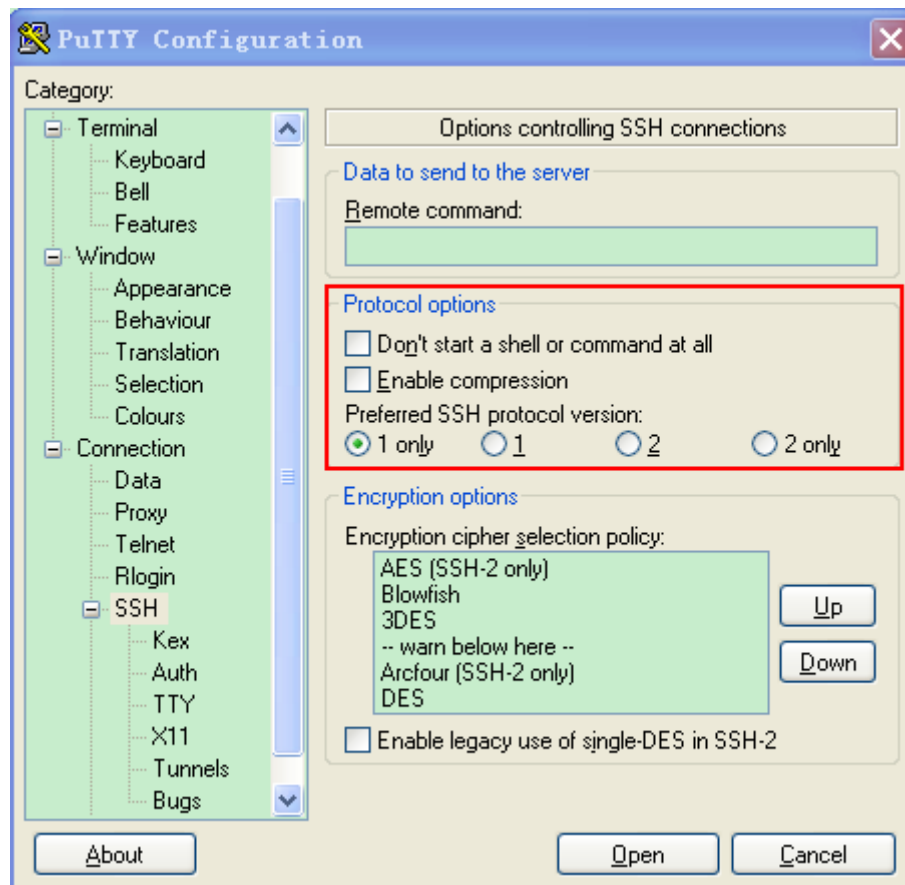 PuTTY Configuration
Category:
Terminal
Keyboard
Bell
Features
Window
Appearance
Behaviour
Translation
Selection
Colours
Connection
Data
Proxy
Telnet
Rlogin
SSH
Kex
Auth
TTY
X11
Tunnels
Bugs
Options controlling SSH connections
Data to send to the server
Remote command:
Protocol options
Don't start a shell or command at all
Enable compression
Preferred SSH protocol version:
1 only 1 2 2 only
Encryption options
Encryption cipher selection policy:
AES (SSH-2 only)
Blowfish
3DES
-- warn below here --
Arcfour (SSH-2 only)
DES
Up
Down
Enable legacy use of single-DES in SSH-2
About Open Cancel